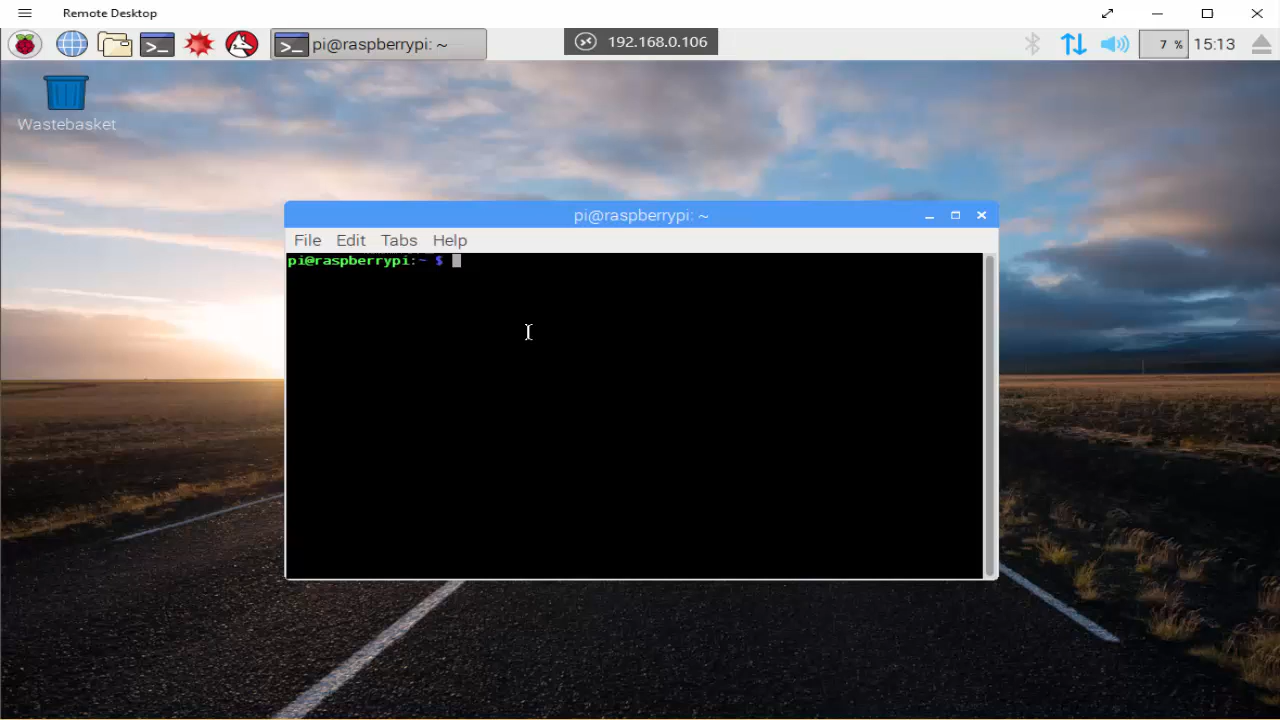 Remote Desktop
pi@raspberrypi: ~
192.168.0.106
7 %
15:13
Wastebasket
pi@raspberrypi: ~
File Edit Tabs Help
pi@raspberrypi:~ $